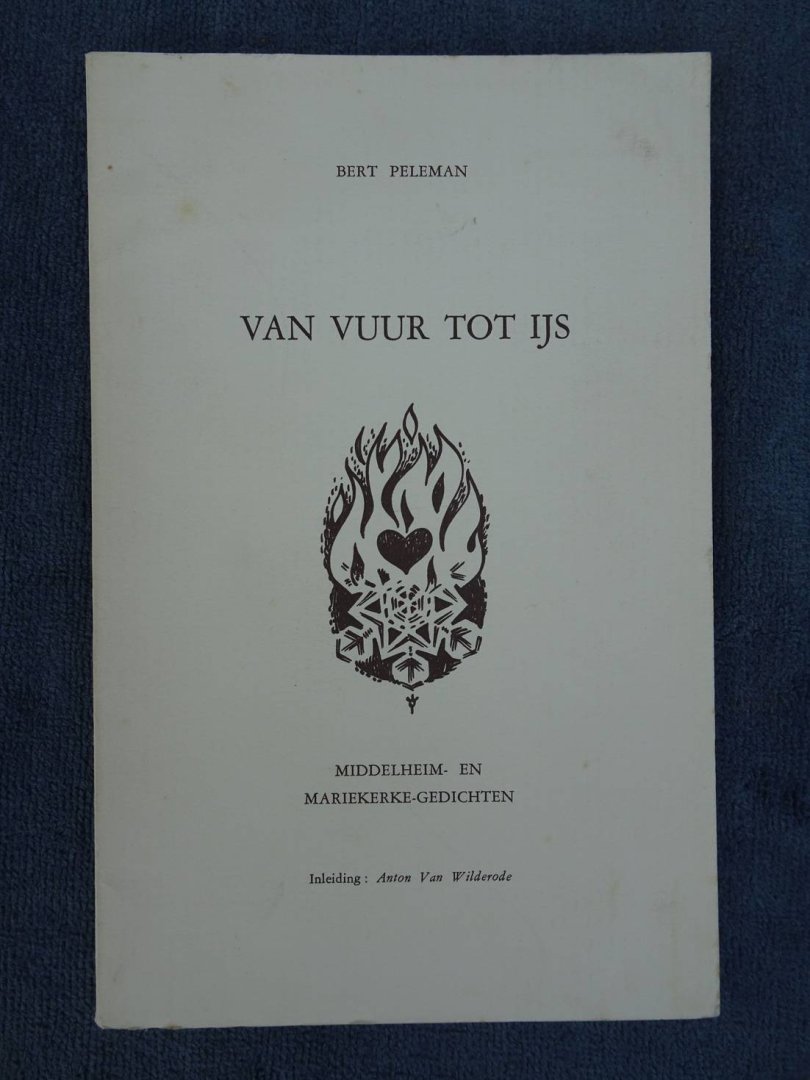 BERT PELEMAN
VAN VUUR TOT IJS
MIDDELHEIM- EN
MARIEKERKE-GEDICHTEN
Inleiding : Anton Van Wilderode